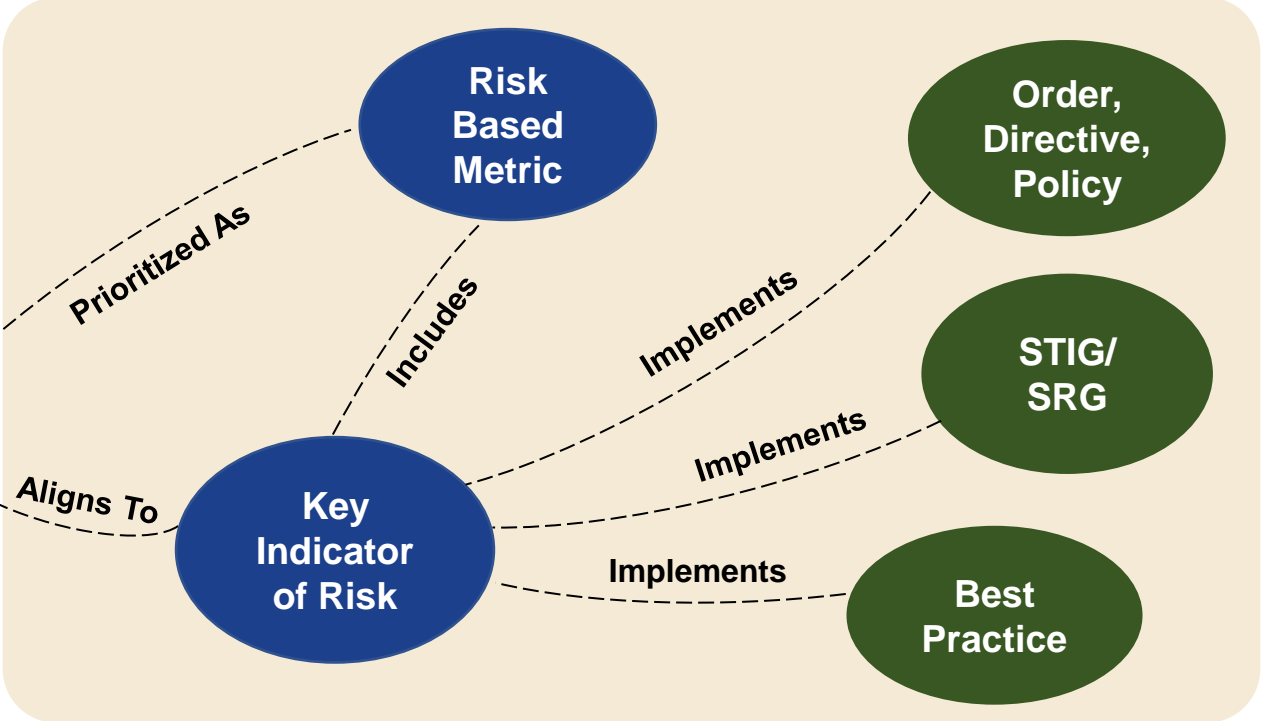 Risk
Based
Metric
Order,
Directive,
Policy
Prioritized As
Includes
Implements
STIG/
SRG
Implements
Aligns To
Key
Indicator
of Risk
Implements
Best
Practice